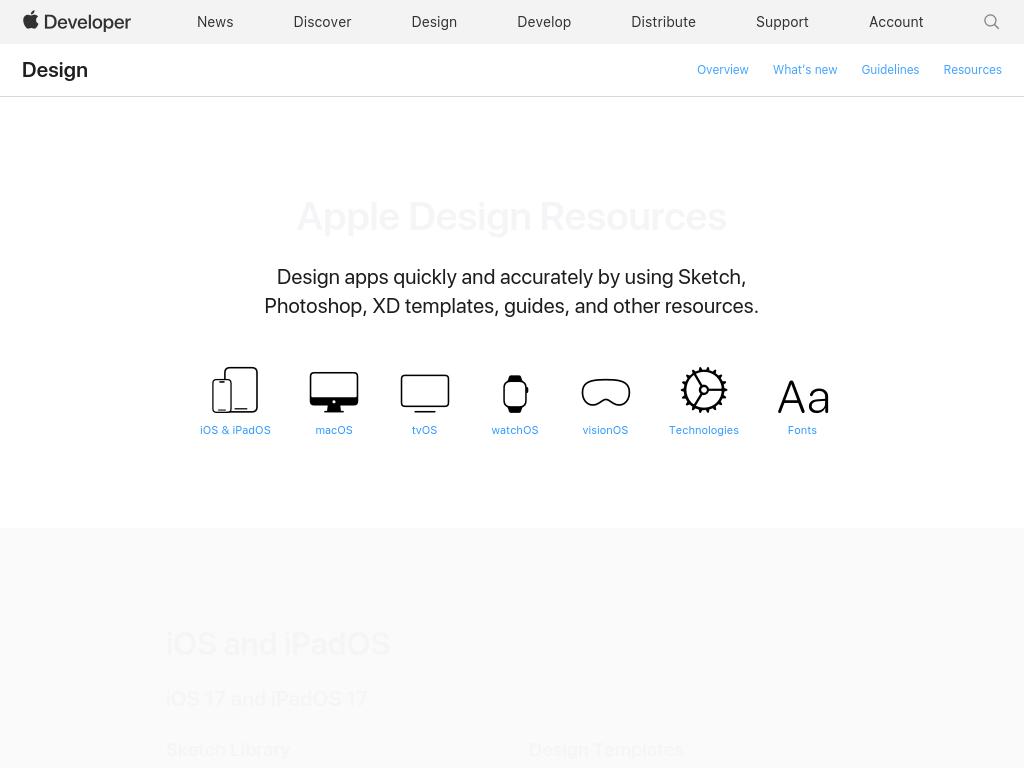 Developer
News
Discover
Design
Develop
Distribute
Support
Account
Design
Overview
What's new
Guidelines
Resources
Apple Design Resources
Design apps quickly and accurately by using Sketch,
Photoshop, XD templates, guides, and other resources.
Aa
iOS & iPadOS
macOS
tvOS
watchOS
visionOS
Technologies
Fonts
iOS and iPadOS
iOS 17 and iPadOS 17
Sketch Library
Design Templates